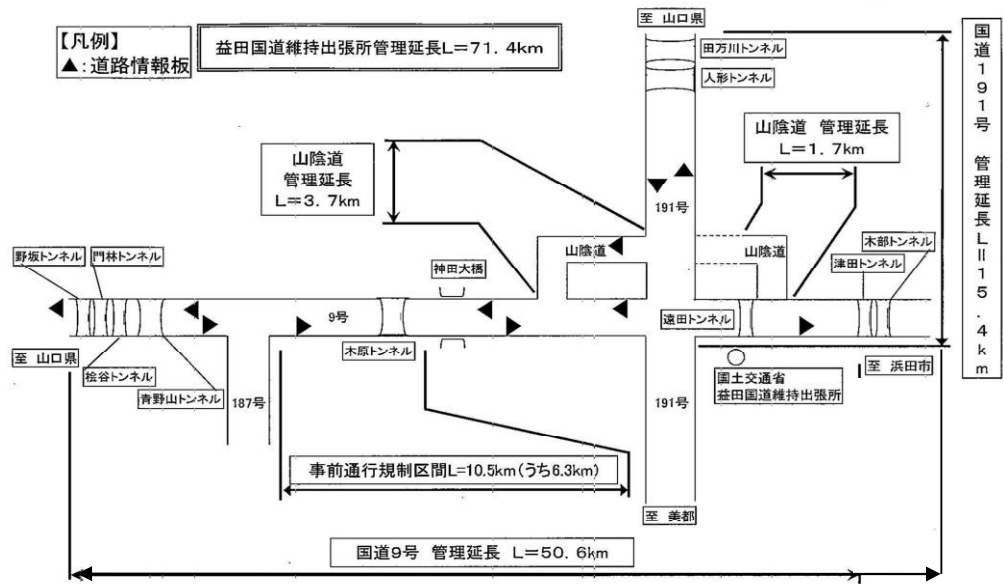 至 山口県
【凡例】
▲:道路情報板
益田国道維持出張所管理延長L=71.4km
田万川トンネル
人形トンネル
国道191号 管理延長L=15.4km
山陰道 管理延長
L=1.7km
山陰道
管理延長
L=3.7km
191号
山陰道
山陰道
木部トンネル
津田トンネル
野坂トンネル
門林トンネル
神田大橋
9号
遠田トンネル
至 山口県
木原トンネル
桧谷トンネル
青野山トンネル
国土交通省
益田国道維持出張所
至 浜田市
187号
191号
事前通行規制区間L=10.5km(うち6.3km)
至 美都
国道9号 管理延長 L=50.6km